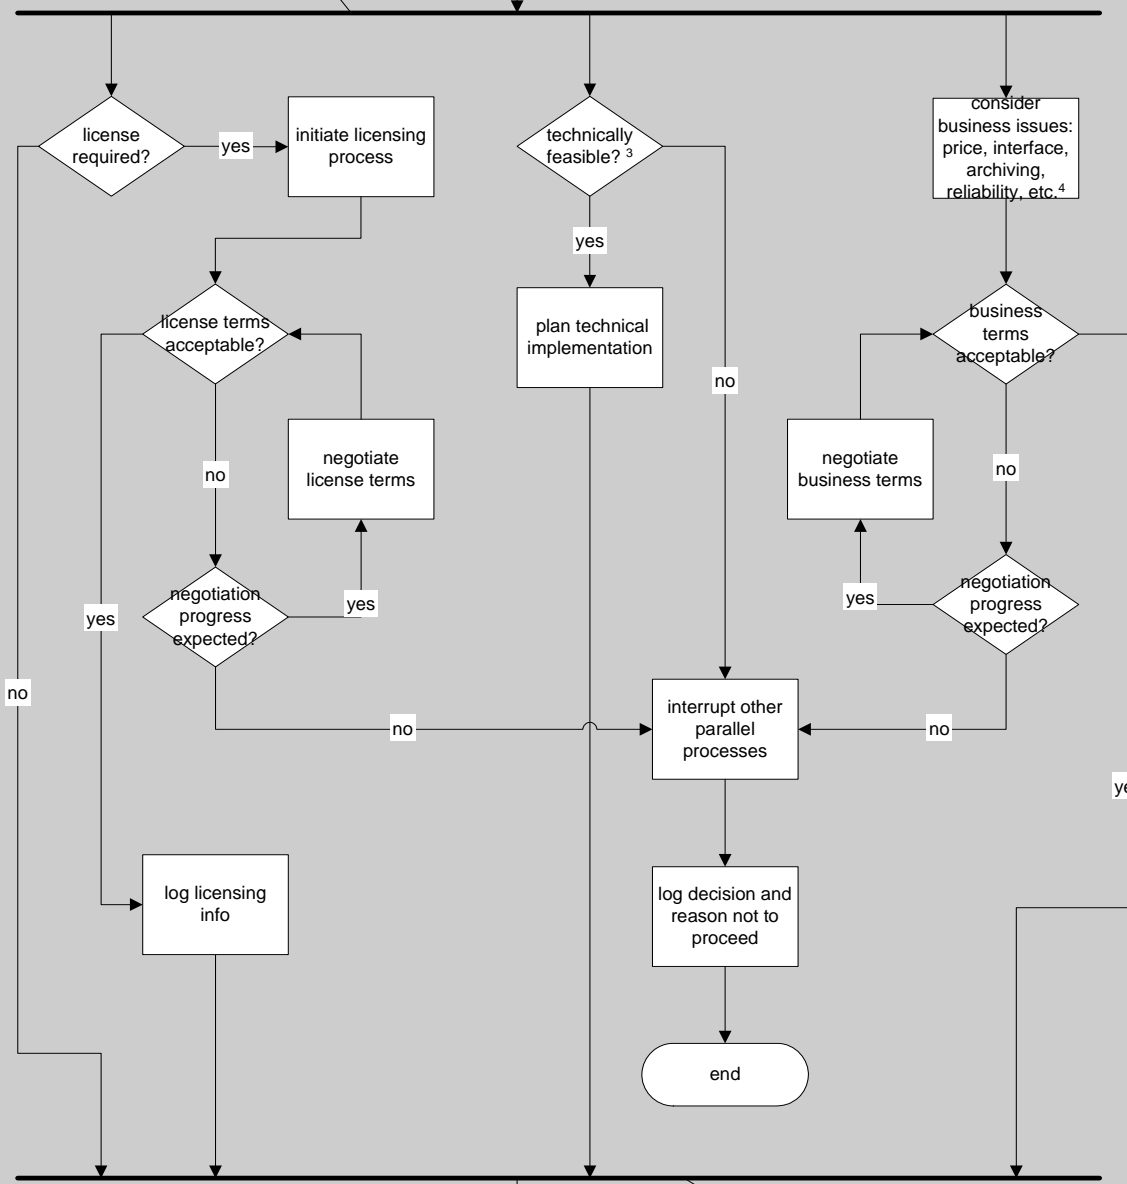 license
required?
yes
initiate licensing
process
technically
feasible? ³
consider
business issues:
price, interface,
archiving,
reliability, etc.⁴
yes
license terms
acceptable?
plan technical
implementation
business
terms
acceptable?
no
no
negotiate
license terms
negotiate
business terms
no
negotiation
progress
expected?
yes
yes
negotiation
progress
expected?
yes
no
interrupt other
parallel
processes
no
no
log licensing
info
log decision and
reason not to
proceed
end